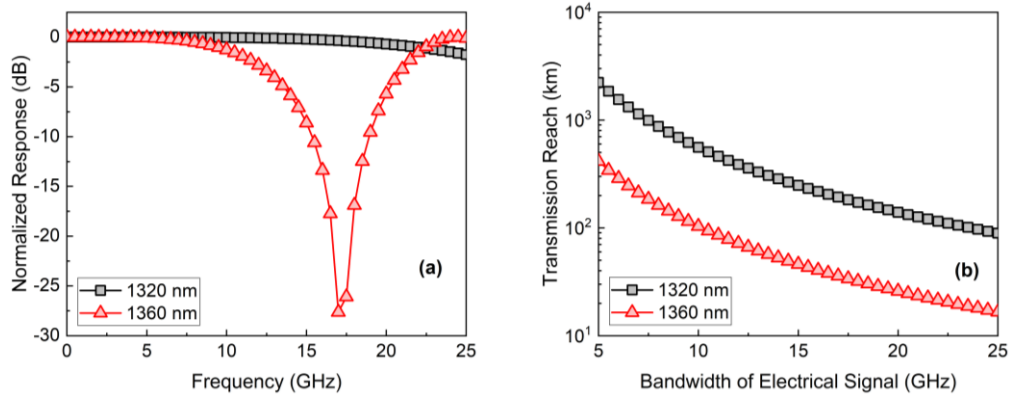 0
-5
-10
-15
-20
-25
-30
Normalized Response (dB)
(a)
1320 nm
1360 nm
0 5 10 15 20 25
Frequency (GHz)
10⁴
10³
10²
10¹
Transmission Reach (km)
(b)
1320 nm
1360 nm
5 10 15 20 25
Bandwidth of Electrical Signal (GHz)